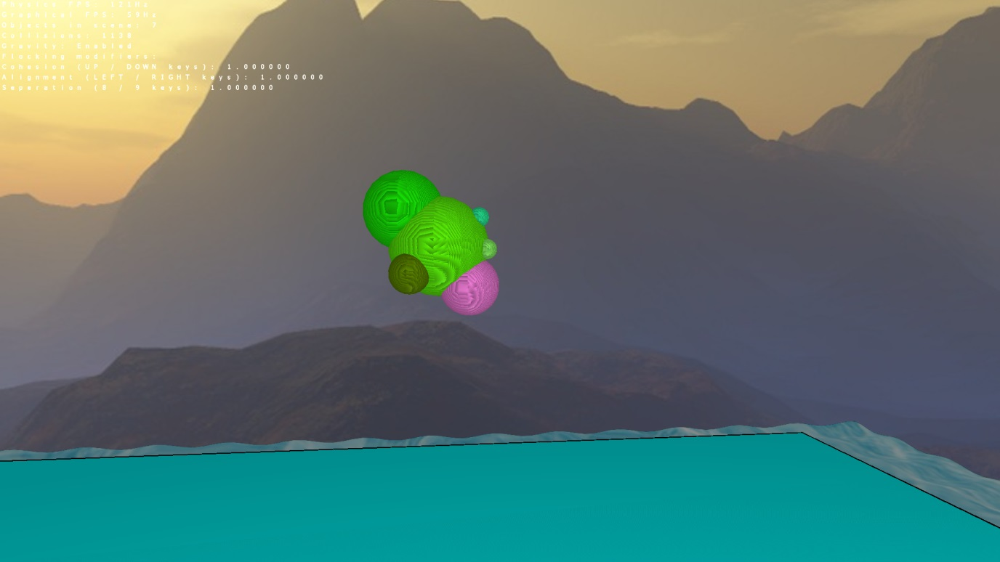 Physics FPS: 123Hz
Graphical FPS: 59Hz
Objects in scene: 7
Collisions: 1138
Gravity: Enabled
Flocking modifiers:
Cohesion (UP / DOWN keys): 1.000000
Alignment (LEFT / RIGHT keys): 1.000000
Seperation (8 / 9 keys): 1.000000